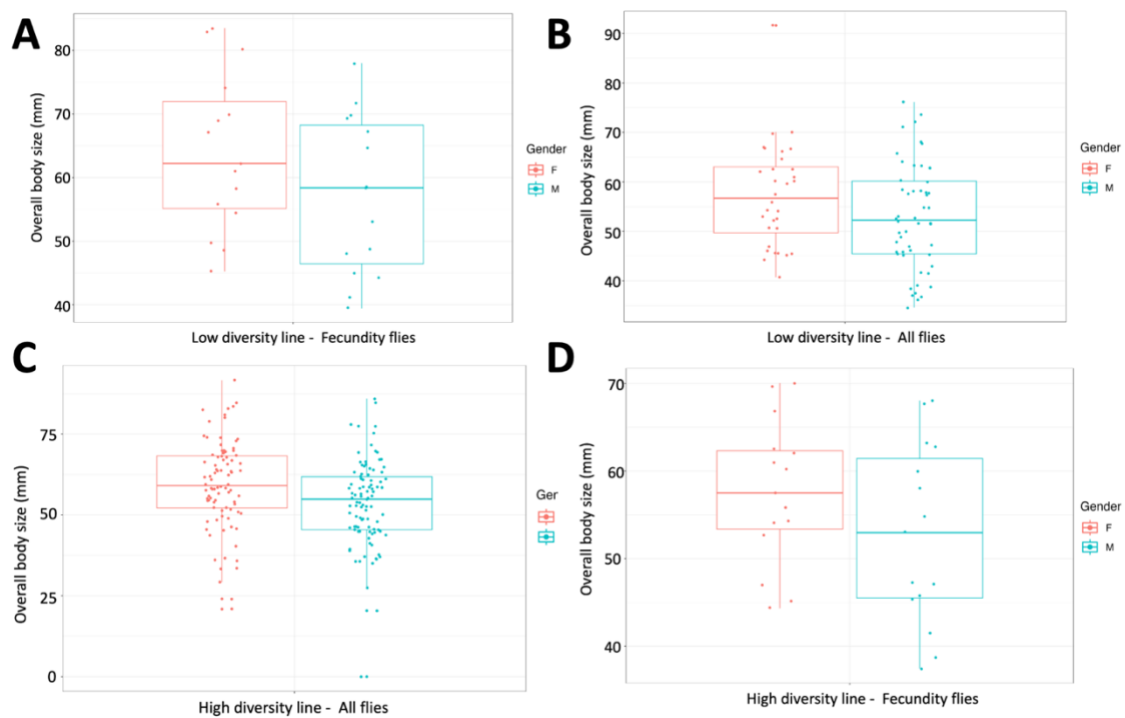 A
Overall body size (mm)
80
70
60
50
40
Low diversity line - Fecundity flies
Gender
F
M
B
Overall body size (mm)
90
80
70
60
50
40
Low diversity line - All flies
Gender
F
M
C
Overall body size (mm)
75
50
25
0
High diversity line - All flies
Ger
D
Overall body size (mm)
70
60
50
40
High diversity line - Fecundity flies
Gender
F
M